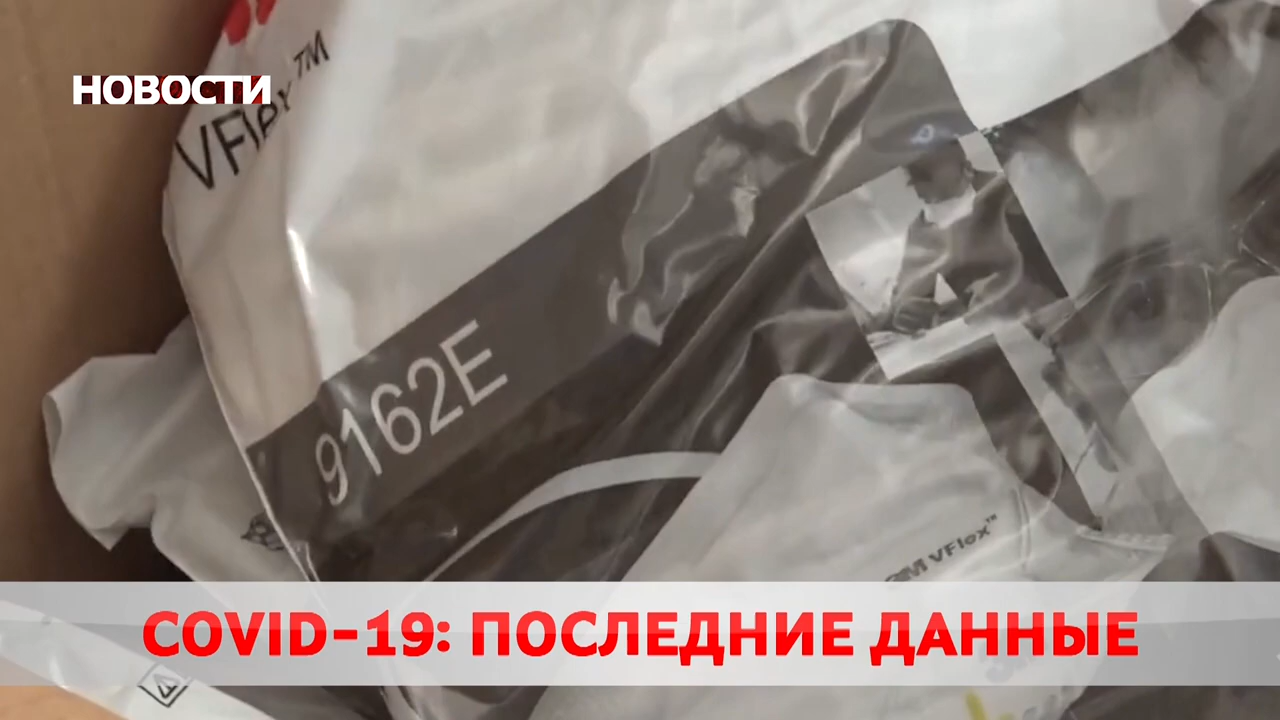 НОВОСТИ
VFlex™
9162E
3M VFlex™
COVID-19: ПОСЛЕДНИЕ ДАННЫЕ